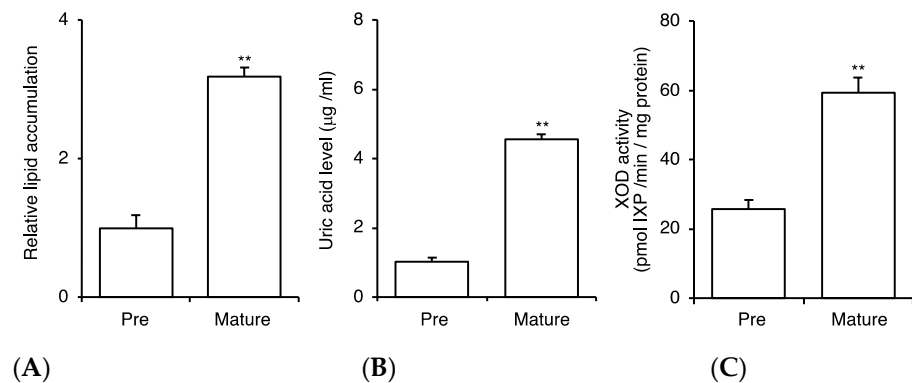 Relative lipid accumulation
4
2
0
**
Pre Mature
(A)
Uric acid level (μg /ml)
8
6
4
2
0
**
Pre Mature
(B)
XOD activity
(pmol IXP /min / mg protein)
80
60
40
20
0
**
Pre Mature
(C)